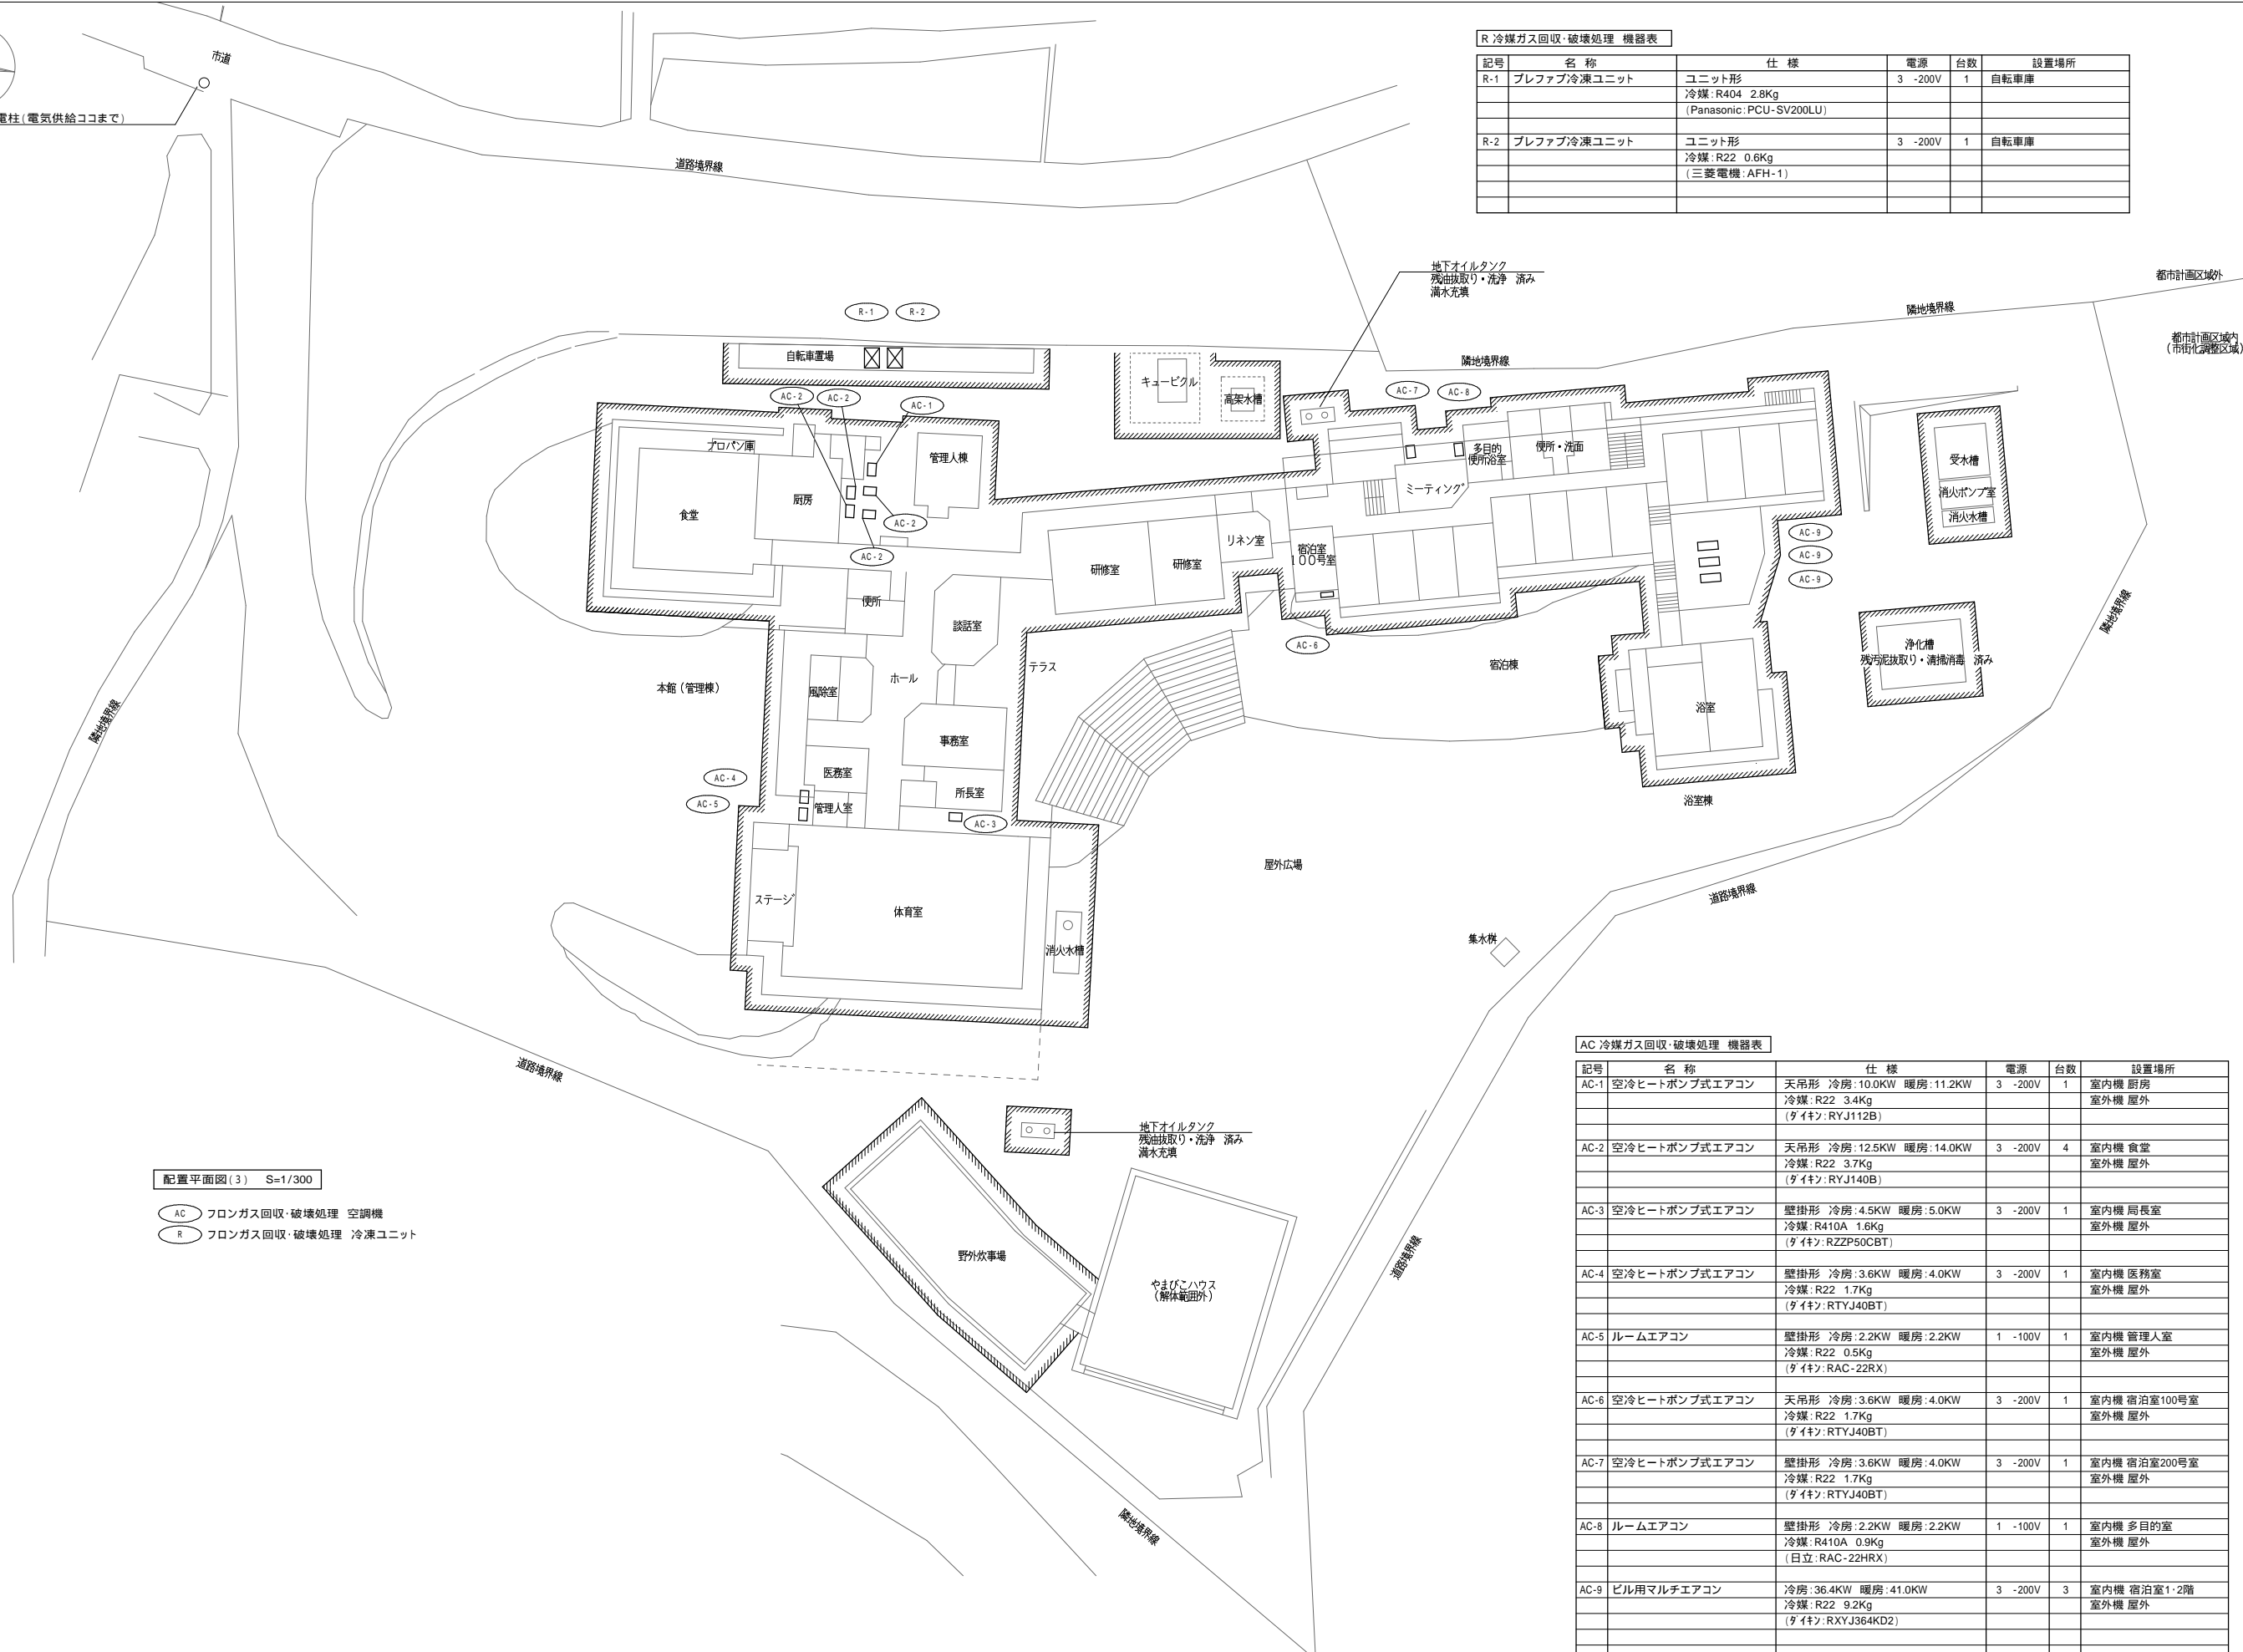 市道
電柱(電気供給ココまで)
道路境界線
R 冷媒ガス回収・破壊処理 機器表
記号 名 称 仕 様 電源 台数 設置場所
R-1 プレファブ冷凍ユニット ユニット形 3 -200V 1 自転車庫
冷媒:R404 2.8Kg
(Panasonic:PCU-SV200LU)
R-2 プレファブ冷凍ユニット ユニット形 3 -200V 1 自転車庫
冷媒:R22 0.6Kg
(三菱電機:AFH-1)
地下オイルタンク
残油抜取り・洗浄 済み
満水充填
都市計画区域外
隣地境界線
都市計画区域内
(市街化調整区域)
隣地境界線
R-1 R-2
自転車置場
キュービクル
高架水槽
AC-2 AC-2 AC-1
AC-7 AC-8
プロパン庫
管理人棟
厨房
食堂
AC-2
AC-2
多目的
便所浴室
便所・洗面
ミーティング
受水槽
消火ポンプ室
消火水槽
リネン室
研修室 研修室
宿泊室
100号室
AC-9
AC-9
AC-9
便所
談話室
AC-6
宿泊棟
浄化槽
残汚泥抜取り・清掃消毒 済み
隣地境界線
本館(管理棟)
風除室
ホール
テラス
浴室
浴室棟
隣地境界線
事務室
医務室
所長室
管理人室
AC-4
AC-5
AC-3
屋外広場
ステージ
体育室
消火水槽
集水桝
道路境界線
道路境界線
地下オイルタンク
残油抜取り・洗浄 済み
満水充填
配置平面図(3) S=1/300
AC フロンガス回収・破壊処理 空調機
R フロンガス回収・破壊処理 冷凍ユニット
野外炊事場
やまびこハウス
(解体範囲外)
道路境界線
隣地境界線
AC 冷媒ガス回収・破壊処理 機器表
記号 名 称 仕 様 電源 台数 設置場所
AC-1 空冷ヒートポンプ式エアコン 天吊形 冷房:10.0KW 暖房:11.2KW 3 -200V 1 室内機 厨房
冷媒:R22 3.4Kg 室外機 屋外
(ダイキン:RYJ112B)
AC-2 空冷ヒートポンプ式エアコン 天吊形 冷房:12.5KW 暖房:14.0KW 3 -200V 4 室内機 食堂
冷媒:R22 3.7Kg 室外機 屋外
(ダイキン:RYJ140B)
AC-3 空冷ヒートポンプ式エアコン 壁掛形 冷房:4.5KW 暖房:5.0KW 3 -200V 1 室内機 局長室
冷媒:R410A 1.6Kg 室外機 屋外
(ダイキン:RZZP50CBT)
AC-4 空冷ヒートポンプ式エアコン 壁掛形 冷房:3.6KW 暖房:4.0KW 3 -200V 1 室内機 医務室
冷媒:R22 1.7Kg 室外機 屋外
(ダイキン:RTYJ40BT)
AC-5 ルームエアコン 壁掛形 冷房:2.2KW 暖房:2.2KW 1 -100V 1 室内機 管理人室
冷媒:R22 0.5Kg 室外機 屋外
(ダイキン:RAC-22RX)
AC-6 空冷ヒートポンプ式エアコン 天吊形 冷房:3.6KW 暖房:4.0KW 3 -200V 1 室内機 宿泊室100号室
冷媒:R22 1.7Kg 室外機 屋外
(ダイキン:RTYJ40BT)
AC-7 空冷ヒートポンプ式エアコン 壁掛形 冷房:3.6KW 暖房:4.0KW 3 -200V 1 室内機 宿泊室200号室
冷媒:R22 1.7Kg 室外機 屋外
(ダイキン:RTYJ40BT)
AC-8 ルームエアコン 壁掛形 冷房:2.2KW 暖房:2.2KW 1 -100V 1 室内機 多目的室
冷媒:R410A 0.9Kg 室外機 屋外
(日立:RAC-22HRX)
AC-9 ビル用マルチエアコン 冷房:36.4KW 暖房:41.0KW 3 -200V 3 室内機 宿泊室1・2階
冷媒:R22 9.2Kg 室外機 屋外
(ダイキン:RXYJ364KD2)